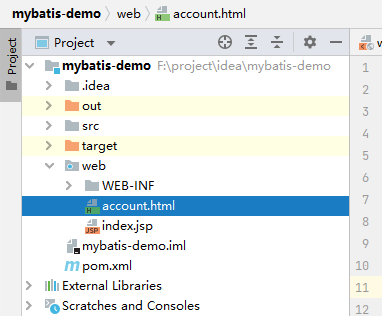 mybatis-demo web account.html
Project
Project
mybatis-demo F:\project\idea\mybatis-demo
.idea
out
src
target
web
WEB-INF
account.html
index.jsp
mybatis-demo.iml
pom.xml
External Libraries
Scratches and Consoles
1
2
3
4
5
6
7
8
9
10
11
12